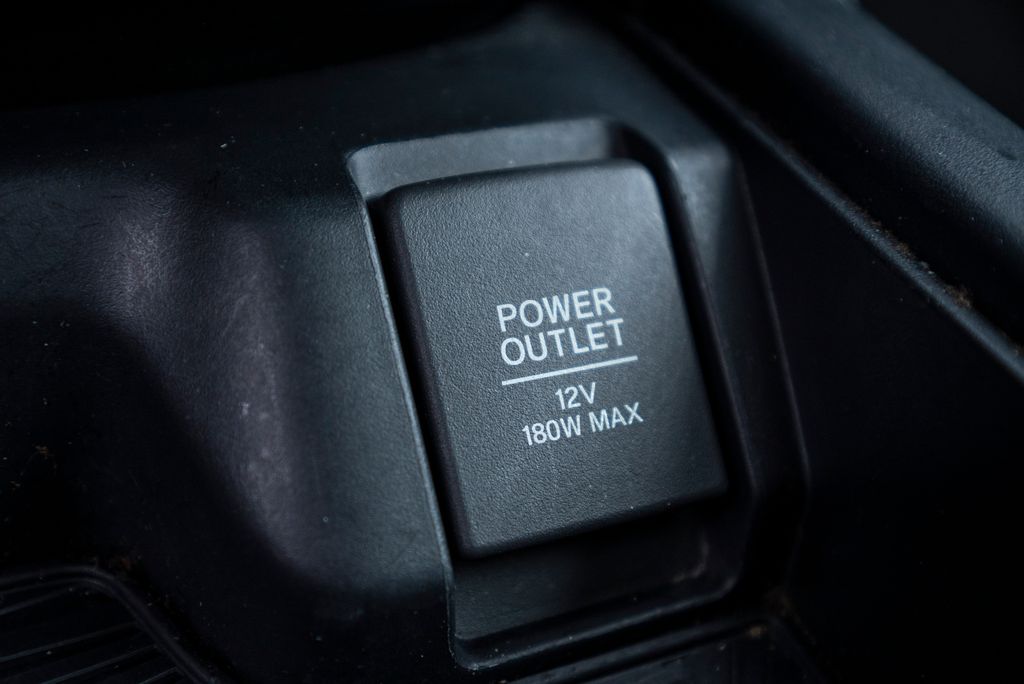 POWER
OUTLET
12V
180W MAX